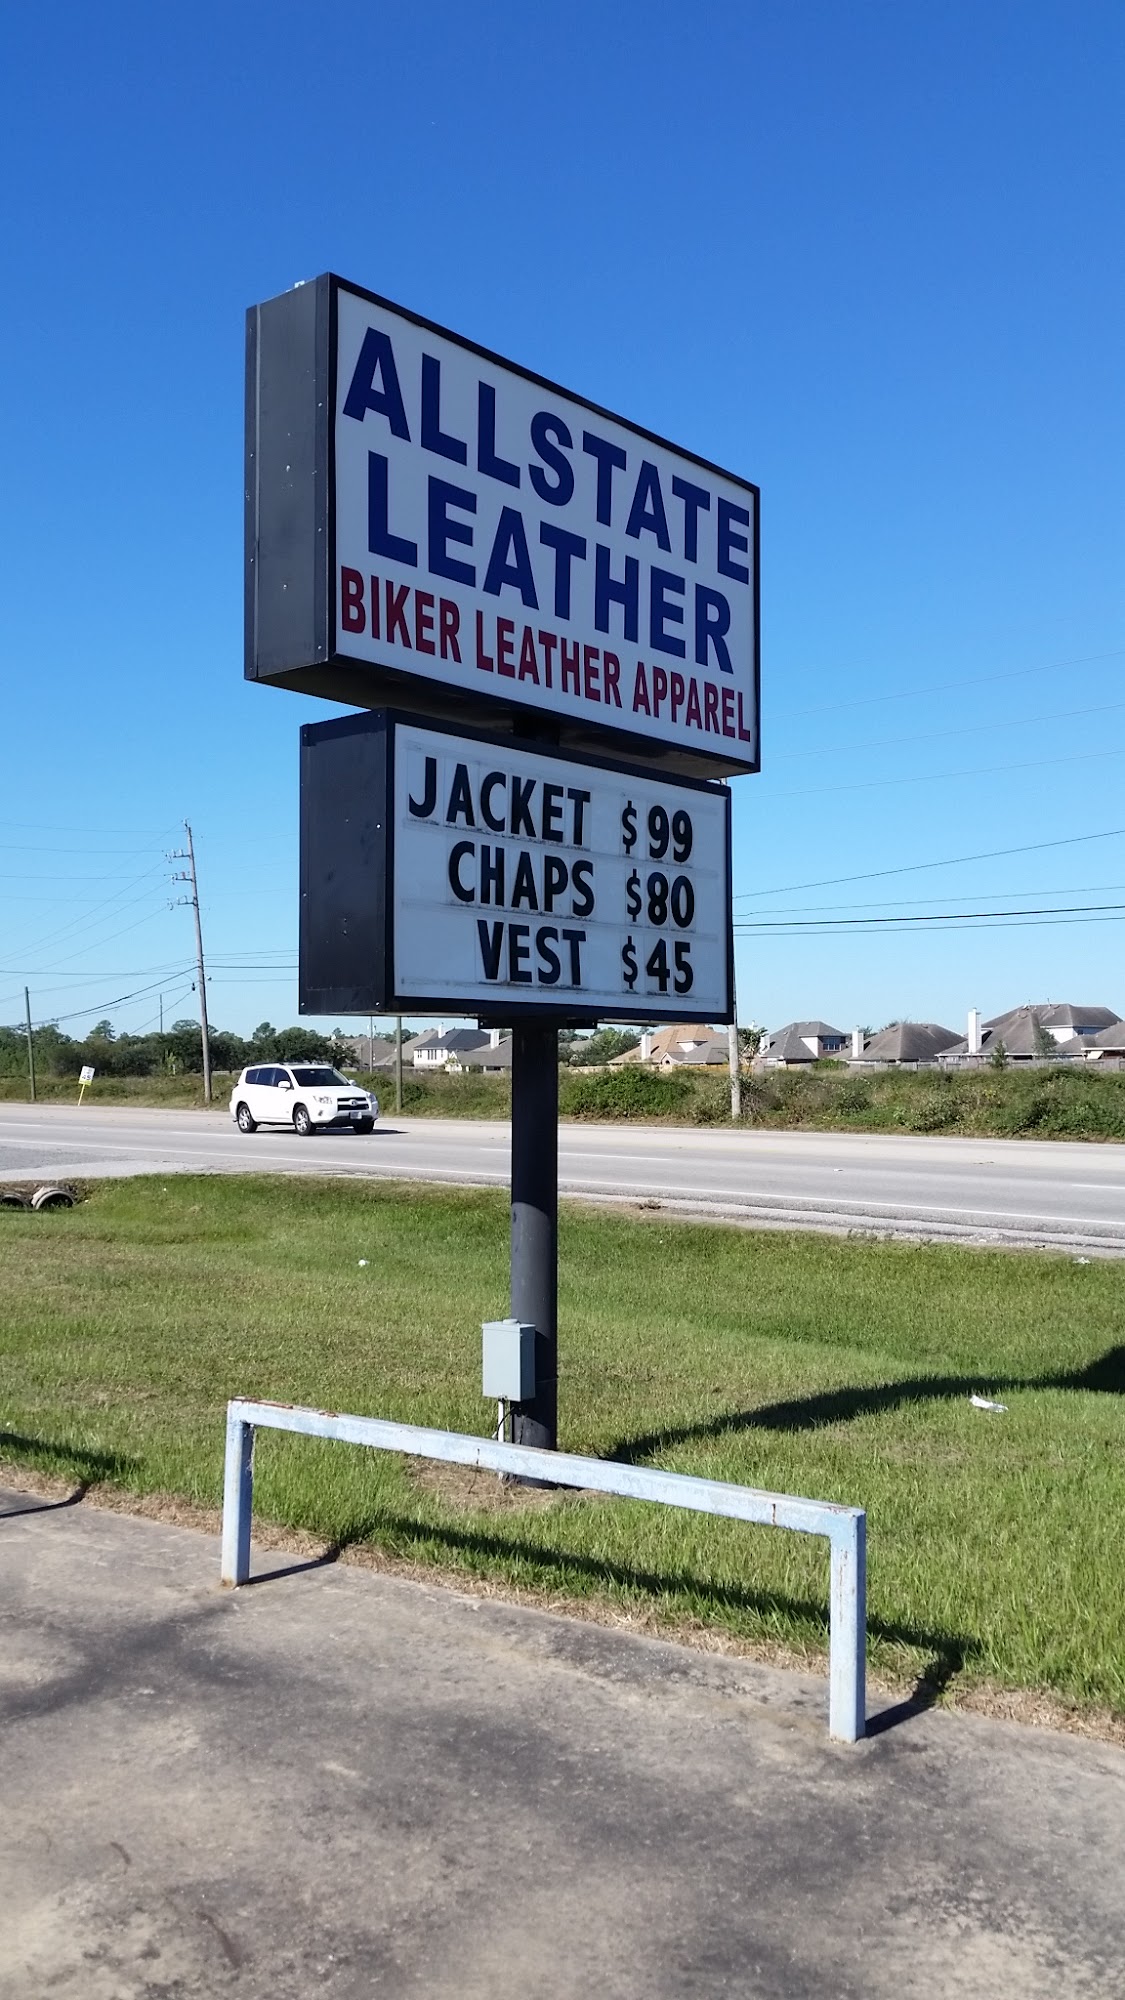 ALLSTATE
LEATHER
BIKER LEATHER APPAREL
JACKET $99
CHAPS $80
VEST $45